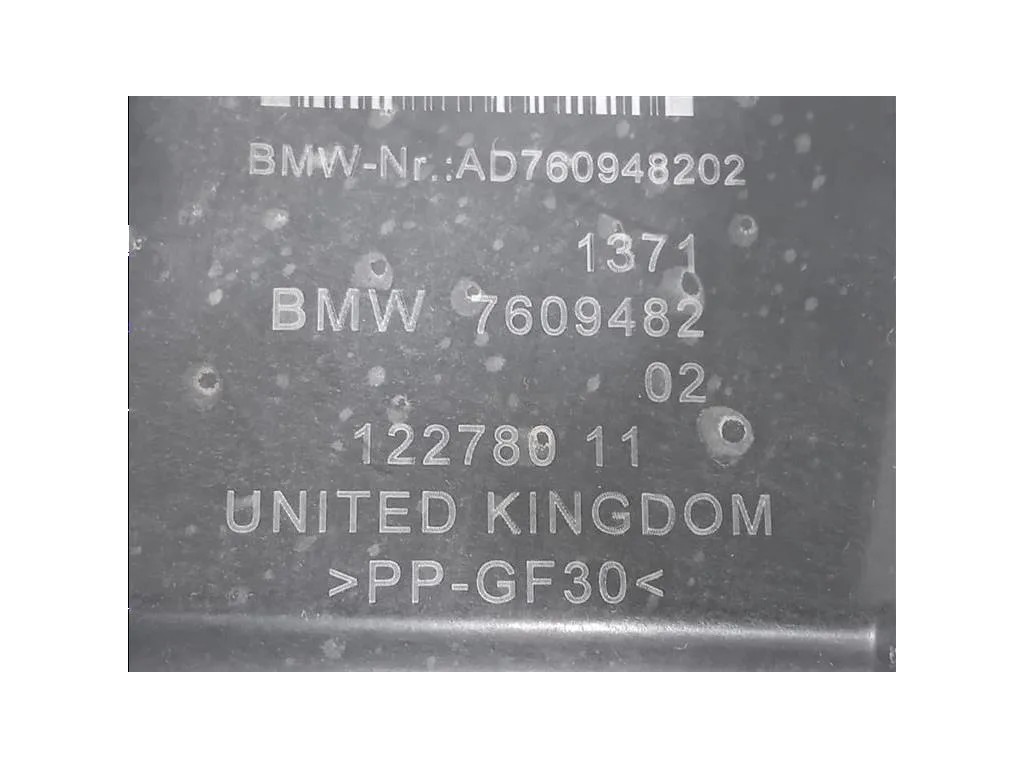 BMW-Nr.:AD760948202
1371
BMW 7609482
02
122780 11
UNITED KINGDOM
>PP-GF30<